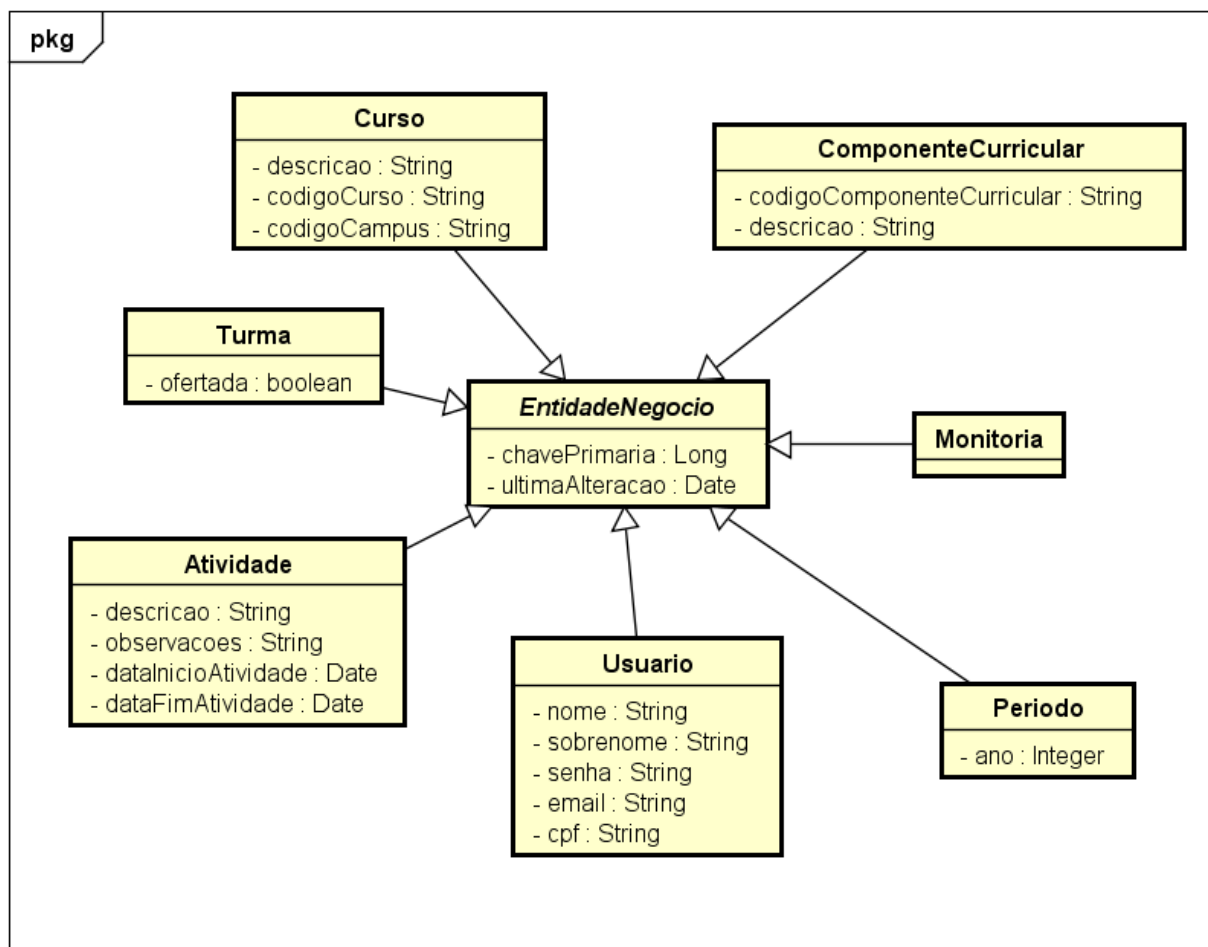 pkg
Curso
- descricao : String
- codigoCurso : String
- codigoCampus : String
ComponenteCurricular
- codigoComponenteCurricular : String
- descricao : String
Turma
- ofertada : boolean
EntidadeNegocio
- chavePrimaria : Long
- ultimaAlteracao : Date
Monitoria
Atividade
- descricao : String
- observacoes : String
- dataInicioAtividade : Date
- dataFimAtividade : Date
Usuario
- nome : String
- sobrenome : String
- senha : String
- email : String
- cpf : String
Periodo
- ano : Integer